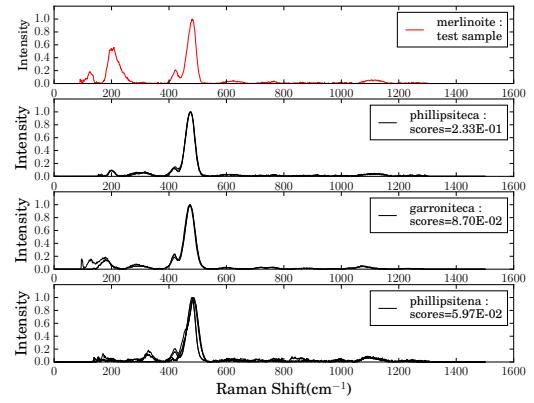 merlinoite :
test sample
Intensity
1.0
0.8
0.6
0.4
0.2
0.0
0 200 400 600 800 1000 1200 1400 1600
phillipsiteca :
scores=2.33E-01
Intensity
1.0
0.8
0.6
0.4
0.2
0.0
0 200 400 600 800 1000 1200 1400 1600
garroniteca :
scores=8.70E-02
Intensity
1.0
0.8
0.6
0.4
0.2
0.0
0 200 400 600 800 1000 1200 1400 1600
phillipsitena :
scores=5.97E-02
Intensity
1.0
0.8
0.6
0.4
0.2
0.0
0 200 400 600 800 1000 1200 1400 1600
Raman Shift(cm⁻¹)